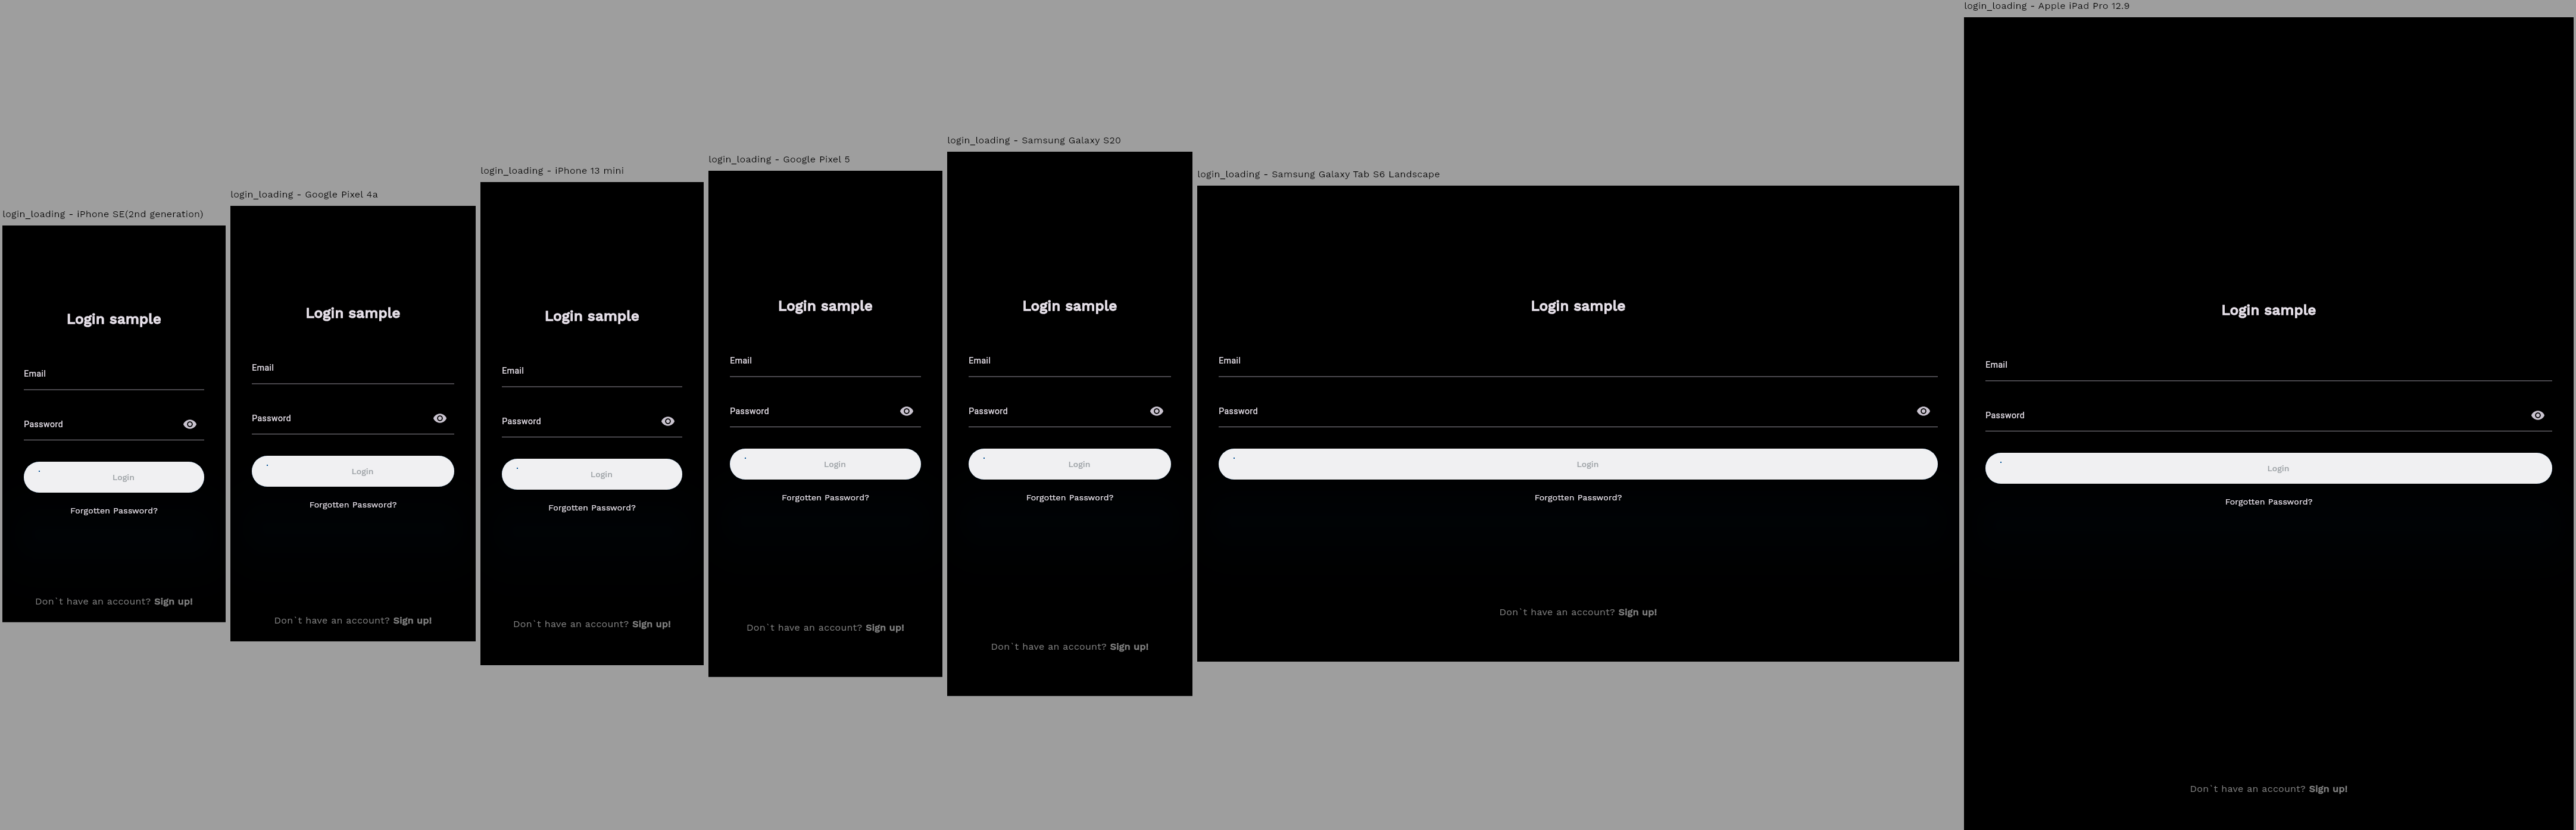 login_loading - iPhone SE(2nd generation)
Login sample
Email
Password
Login
Forgotten Password?
Don`t have an account? Sign up!
login_loading - Google Pixel 4a
Login sample
Email
Password
Login
Forgotten Password?
Don`t have an account? Sign up!
login_loading - iPhone 13 mini
Login sample
Email
Password
Login
Forgotten Password?
Don`t have an account? Sign up!
login_loading - Google Pixel 5
Login sample
Email
Password
Login
Forgotten Password?
Don`t have an account? Sign up!
login_loading - Samsung Galaxy S20
Login sample
Email
Password
Login
Forgotten Password?
Don`t have an account? Sign up!
login_loading - Samsung Galaxy Tab S6 Landscape
Login sample
Email
Password
Login
Forgotten Password?
Don`t have an account? Sign up!
login_loading - Apple iPad Pro 12.9
Login sample
Email
Password
Login
Forgotten Password?
Don`t have an account? Sign up!